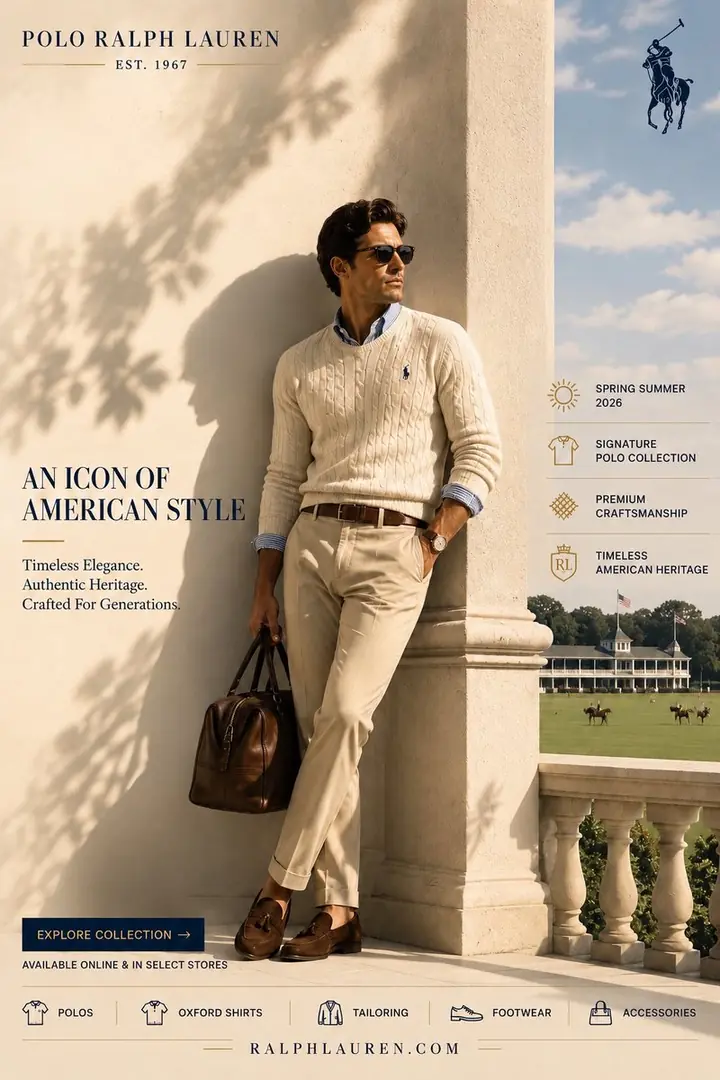 POLO RALPH LAUREN
EST. 1967
AN ICON OF
AMERICAN STYLE
Timeless Elegance.
Authentic Heritage.
Crafted For Generations.
SPRING SUMMER
2026
SIGNATURE
POLO COLLECTION
PREMIUM
CRAFTSMANSHIP
RL
TIMELESS
AMERICAN HERITAGE
EXPLORE COLLECTION →
AVAILABLE ONLINE & IN SELECT STORES
POLOS
OXFORD SHIRTS
TAILORING
FOOTWEAR
ACCESSORIES
RALPHLAUREN.COM